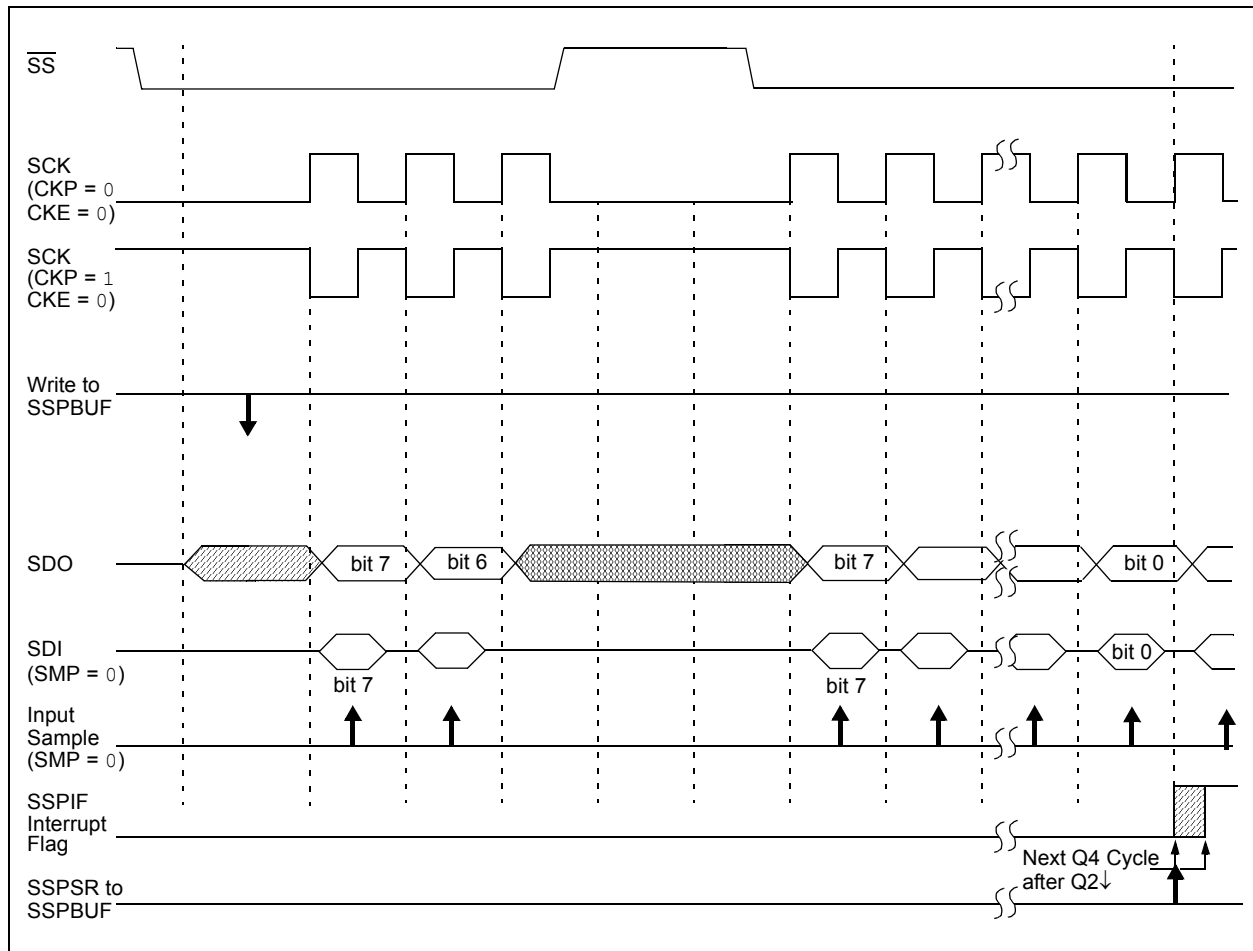 SS
SCK
(CKP = 0
CKE = 0)
SCK
(CKP = 1
CKE = 0)
Write to
SSPBUF
SDO
bit 7
bit 6
bit 7
bit 0
SDI
(SMP = 0)
bit 7
bit 7
bit 0
Input
Sample
(SMP = 0)
SSPIF
Interrupt
Flag
Next Q4 Cycle
after Q2↓
SSPSR to
SSPBUF